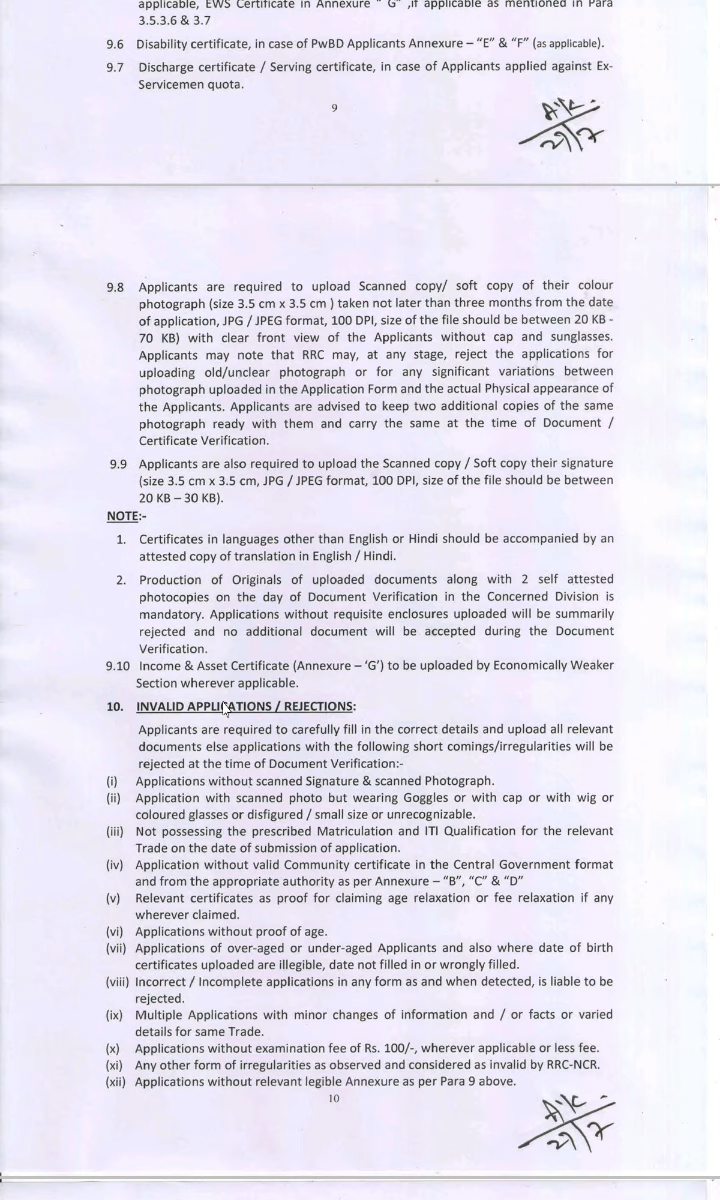 applicable, EWS Certificate in Annexure " G" ,if applicable as mentioned in Para
3.5.3.6 & 3.7
9.6 Disability certificate, in case of PwBD Applicants Annexure – "E" & "F" (as applicable).
9.7 Discharge certificate / Serving certificate, in case of Applicants applied against Ex-
Servicemen quota.
9
27/7
9.8 Applicants are required to upload Scanned copy/ soft copy of their colour
photograph (size 3.5 cm x 3.5 cm ) taken not later than three months from the date
of application, JPG / JPEG format, 100 DPI, size of the file should be between 20 KB -
70 KB) with clear front view of the Applicants without cap and sunglasses.
Applicants may note that RRC may, at any stage, reject the applications for
uploading old/unclear photograph or for any significant variations between
photograph uploaded in the Application Form and the actual Physical appearance of
the Applicants. Applicants are advised to keep two additional copies of the same
photograph ready with them and carry the same at the time of Document /
Certificate Verification.
9.9 Applicants are also required to upload the Scanned copy / Soft copy their signature
(size 3.5 cm x 3.5 cm, JPG / JPEG format, 100 DPI, size of the file should be between
20 KB – 30 KB).
NOTE:-
1. Certificates in languages other than English or Hindi should be accompanied by an
attested copy of translation in English / Hindi.
2. Production of Originals of uploaded documents along with 2 self attested
photocopies on the day of Document Verification in the Concerned Division is
mandatory. Applications without requisite enclosures uploaded will be summarily
rejected and no additional document will be accepted during the Document
Verification.
9.10 Income & Asset Certificate (Annexure – 'G') to be uploaded by Economically Weaker
Section wherever applicable.
10. INVALID APPLICATIONS / REJECTIONS:
Applicants are required to carefully fill in the correct details and upload all relevant
documents else applications with the following short comings/irregularities will be
rejected at the time of Document Verification:-
(i) Applications without scanned Signature & scanned Photograph.
(ii) Application with scanned photo but wearing Goggles or with cap or with wig or
coloured glasses or disfigured / small size or unrecognizable.
(iii) Not possessing the prescribed Matriculation and ITI Qualification for the relevant
Trade on the date of submission of application.
(iv) Application without valid Community certificate in the Central Government format
and from the appropriate authority as per Annexure – "B", "C" & "D"
(v) Relevant certificates as proof for claiming age relaxation or fee relaxation if any
wherever claimed.
(vi) Applications without proof of age.
(vii) Applications of over-aged or under-aged Applicants and also where date of birth
certificates uploaded are illegible, date not filled in or wrongly filled.
(viii) Incorrect / Incomplete applications in any form as and when detected, is liable to be
rejected.
(ix) Multiple Applications with minor changes of information and / or facts or varied
details for same Trade.
(x) Applications without examination fee of Rs. 100/-, wherever applicable or less fee.
(xi) Any other form of irregularities as observed and considered as invalid by RRC-NCR.
(xii) Applications without relevant legible Annexure as per Para 9 above.
10
27/7